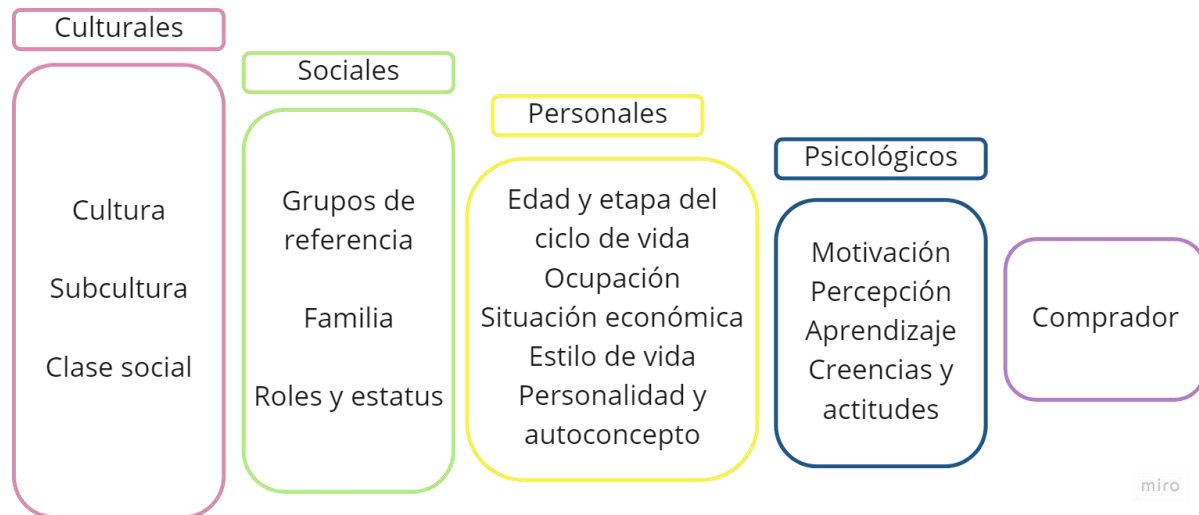 Culturales
Cultura
Subcultura
Clase social
Sociales
Grupos de
referencia
Familia
Roles y estatus
Personales
Edad y etapa del
ciclo de vida
Ocupación
Situación económica
Estilo de vida
Personalidad y
autoconcepto
Psicológicos
Motivación
Percepción
Aprendizaje
Creencias y
actitudes
Comprador
miro